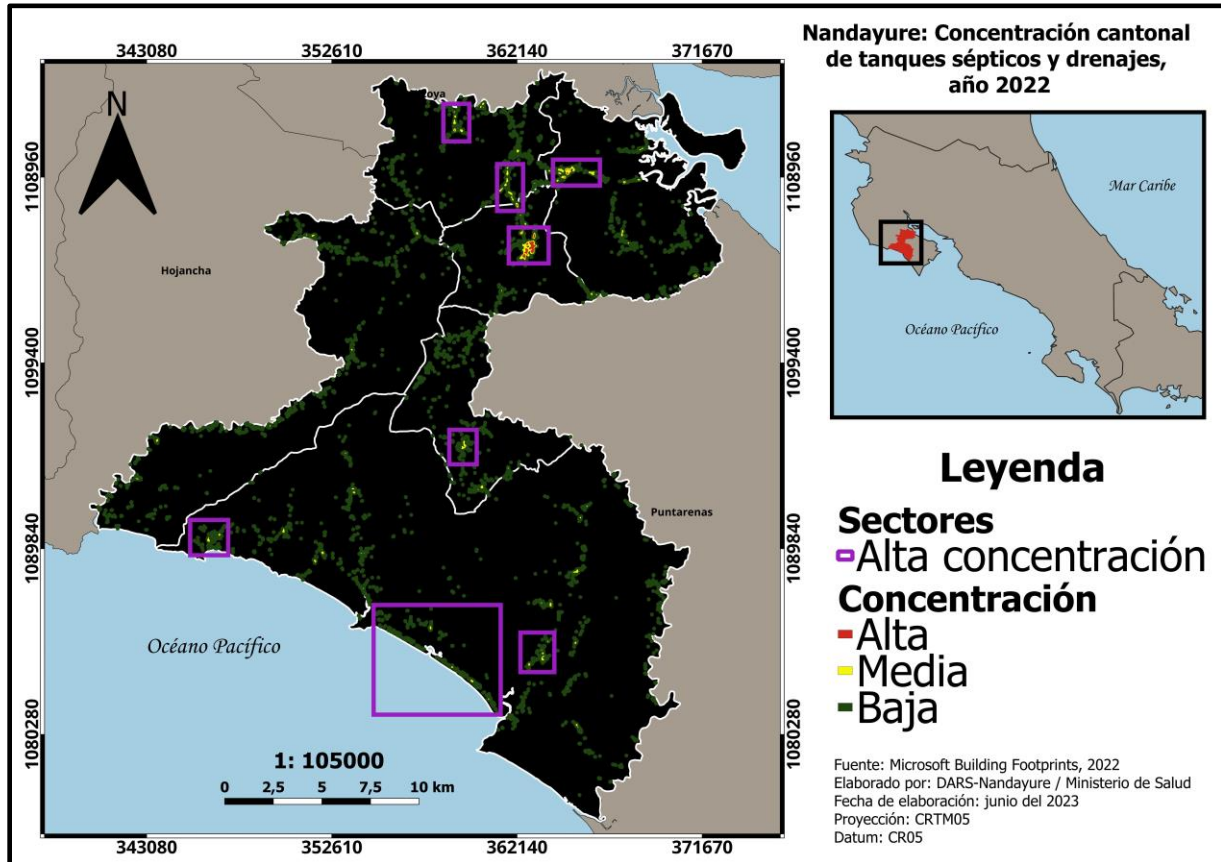 Nandayure: Concentración cantonal
de tanques sépticos y drenajes,
año 2022
343080
352610
362140
371670
N
1108960
1108960
Hojancha
1099400
1099400
Puntarenas
1089840
1089840
Océano Pacífico
1080280
1080280
1: 105000
0 2,5 5 7,5 10 km
343080
352610
362140
371670
Mar Caribe
Océano Pacífico
Leyenda
Sectores
Alta concentración
Concentración
Alta
Media
Baja
Fuente: Microsoft Building Footprints, 2022
Elaborado por: DARS-Nandayure / Ministerio de Salud
Fecha de elaboración: junio del 2023
Proyección: CRTM05
Datum: CR05